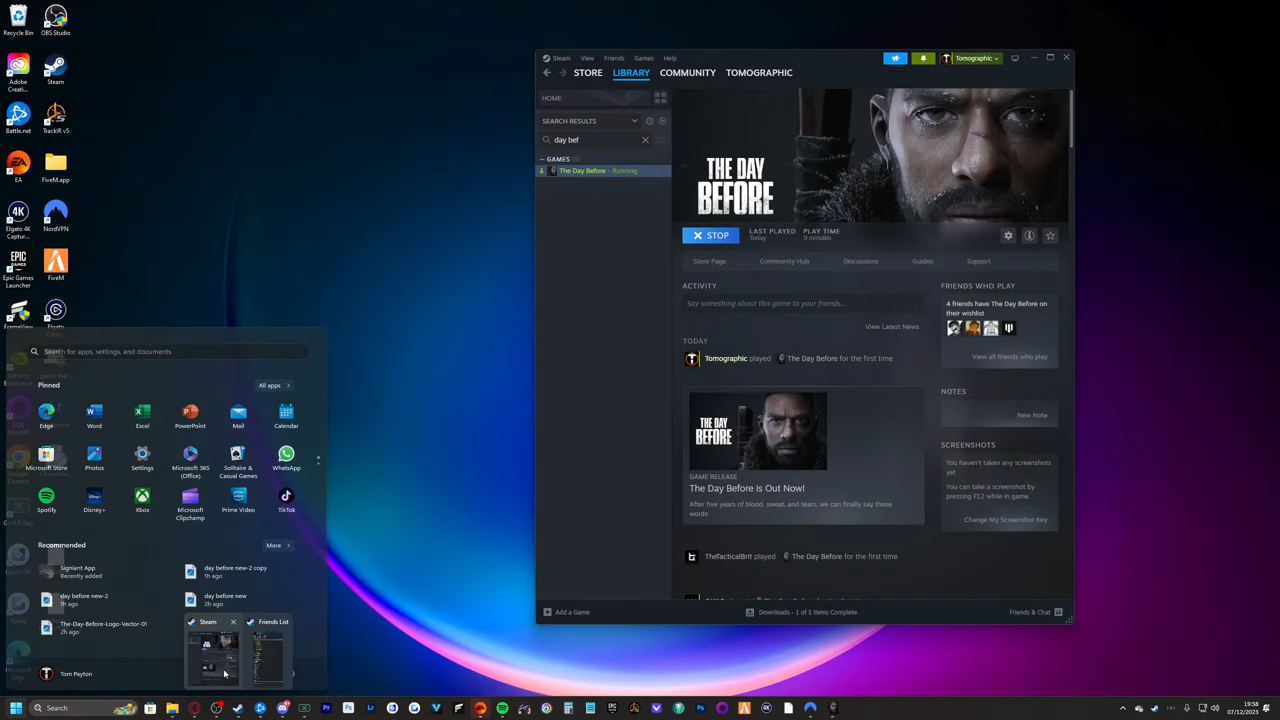 Recycle Bin
OBS Studio
Adobe
Creati...
Steam
Battle.net
TrackIR v5
EA
FiveM.app
Elgato 4K
Captur...
NordVPN
Epic Games
Launcher
FiveM
FrameView
Elgato
Steam View Friends Games Help
Tomographic
STORE LIBRARY COMMUNITY TOMOGRAPHIC
HOME
SEARCH RESULTS
day bef
GAMES (1)
The Day Before - Running
THE DAY
BEFORE
STOP
LAST PLAYED
Today
PLAY TIME
9 minutes
Store Page Community Hub Discussions Guides Support
ACTIVITY
Say something about this game to your friends...
View Latest News
TODAY
Tomographic played The Day Before for the first time
THE DAY
BEFORE
GAME RELEASE
The Day Before is Out Now!
After five years of blood, sweat, and tears, we can finally say these
words:
TheTacticalBrit played The Day Before for the first time
FRIENDS WHO PLAY
4 friends have The Day Before on
their wishlist
View all friends who play
NOTES
New Note
SCREENSHOTS
You haven't taken any screenshots
yet
You can take a screenshot by
pressing F12 while in game.
Change My Screenshot Key
Add a Game
Downloads - 1 of 1 Items Complete
Friends & Chat
Search for apps, settings, and documents
Pinned
All apps
Edge Word Excel PowerPoint Mail Calendar
Microsoft Store Photos Settings Microsoft 365
(Office) Solitaire &
Casual Games WhatsApp
Spotify Disney+ Xbox Microsoft
Clipchamp Prime Video TikTok
Recommended
More
Signiant App
Recently added
day before new-2 copy
1h ago
day before new-2
1h ago
day before new
2h ago
The-Day-Before-Logo-Vector-01
2h ago
Steam
Friends List
Tom Payton
Search
19:58
07/12/2023